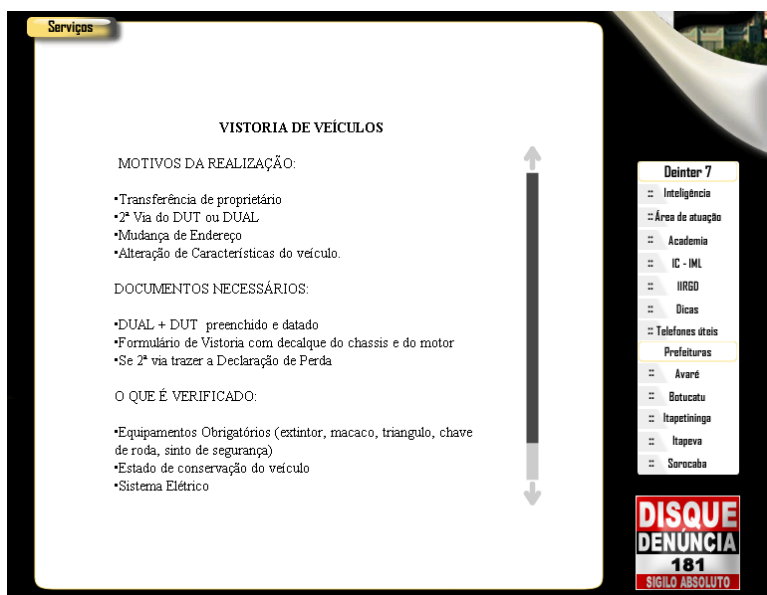 Serviços
VISTORIA DE VEÍCULOS
MOTIVOS DA REALIZAÇÃO:
•Transferência de proprietário
•2ª Via do DUT ou DUAL
•Mudança de Endereço
•Alteração de Características do veículo.
DOCUMENTOS NECESSÁRIOS:
•DUAL + DUT preenchido e datado
•Formulário de Vistoria com decalque do chassis e do motor
•Se 2ª via trazer a Declaração de Perda
O QUE É VERIFICADO:
•Equipamentos Obrigatórios (extintor, macaco, triangulo, chave
de roda, sinto de segurança)
•Estado de conservação do veículo
•Sistema Elétrico
Deinter 7
:: Inteligência
:: Área de atuação
:: Academia
:: IC - IML
:: IIRGD
:: Dicas
:: Telefones úteis
Prefeituras
:: Avaré
:: Botucatu
:: Itapetininga
:: Itapeva
:: Sorocaba
DISQUE
DENÚNCIA
181
SIGILO ABSOLUTO